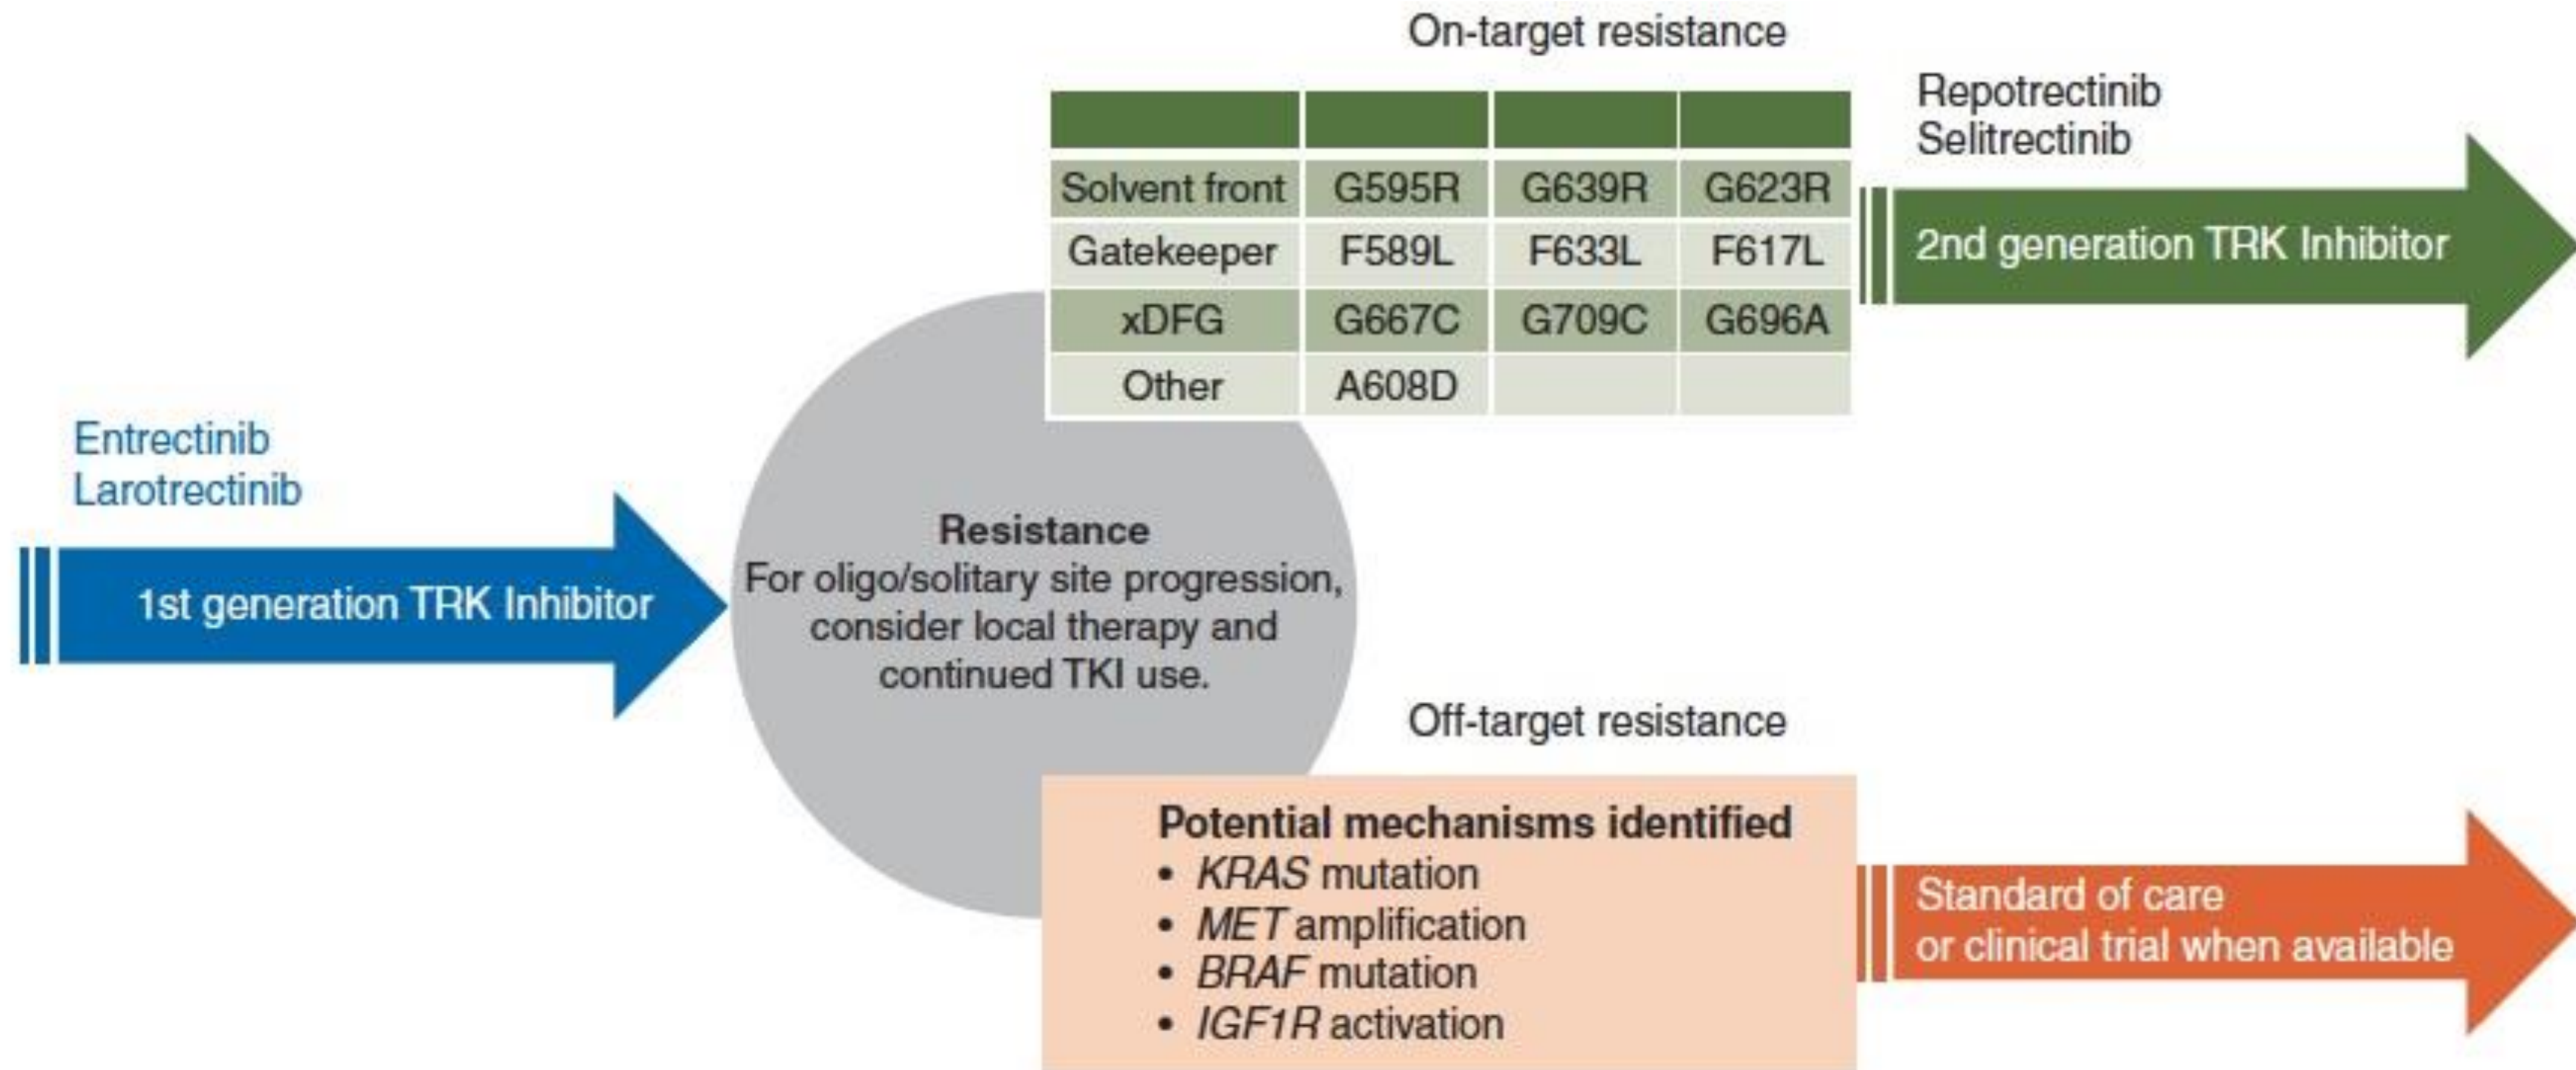 On-target resistance
Solvent front G595R G639R G623R
Gatekeeper F589L F633L F617L
xDFG G667C G709C G696A
Other A608D
Repotrectinib
Selitrectinib
2nd generation TRK Inhibitor
Entrectinib
Larotrectinib
1st generation TRK Inhibitor
Resistance
For oligo/solitary site progression,
consider local therapy and
continued TKI use.
Off-target resistance
Potential mechanisms identified
• KRAS mutation
• MET amplification
• BRAF mutation
• IGF1R activation
Standard of care
or clinical trial when available